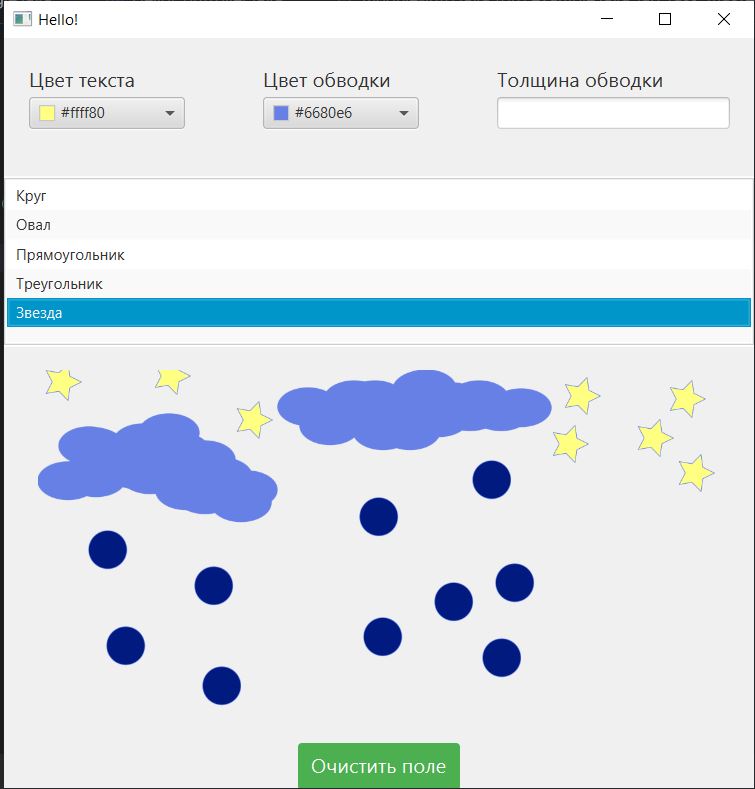 Hello!
Цвет текста
Цвет обводки
Толщина обводки
#ffff80
#6680e6
Круг
Овал
Прямоугольник
Треугольник
Звезда
Очистить поле